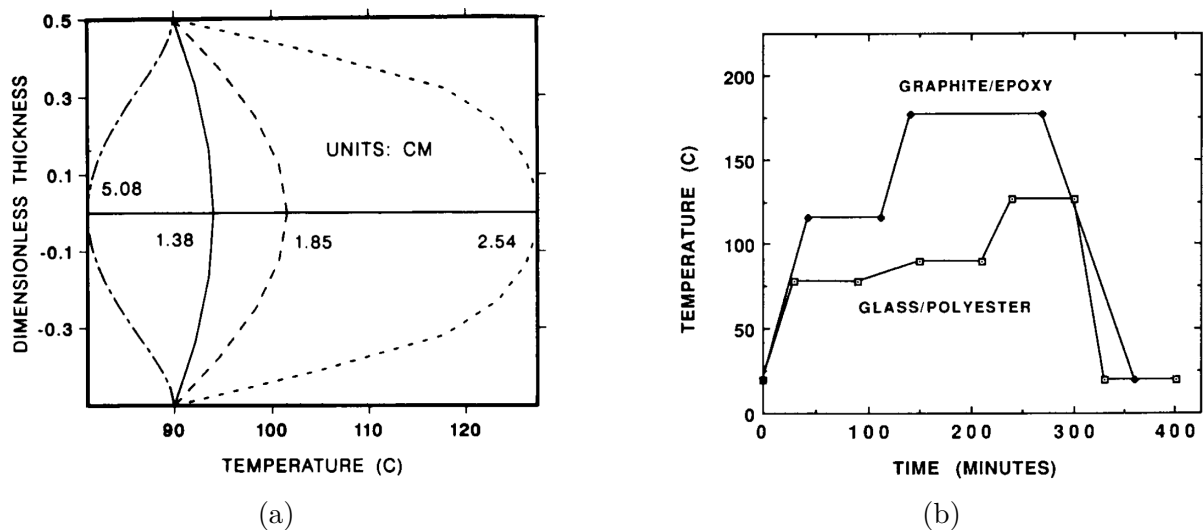 0.5
0.3
0.1
-0.1
-0.3
DIMENSIONLESS THICKNESS
UNITS: CM
5.08
1.38
1.85
2.54
90
100
110
120
TEMPERATURE (C)
(a)
200
150
100
50
0
TEMPERATURE (C)
GRAPHITE/EPOXY
GLASS/POLYESTER
0
100
200
300
400
TIME (MINUTES)
(b)